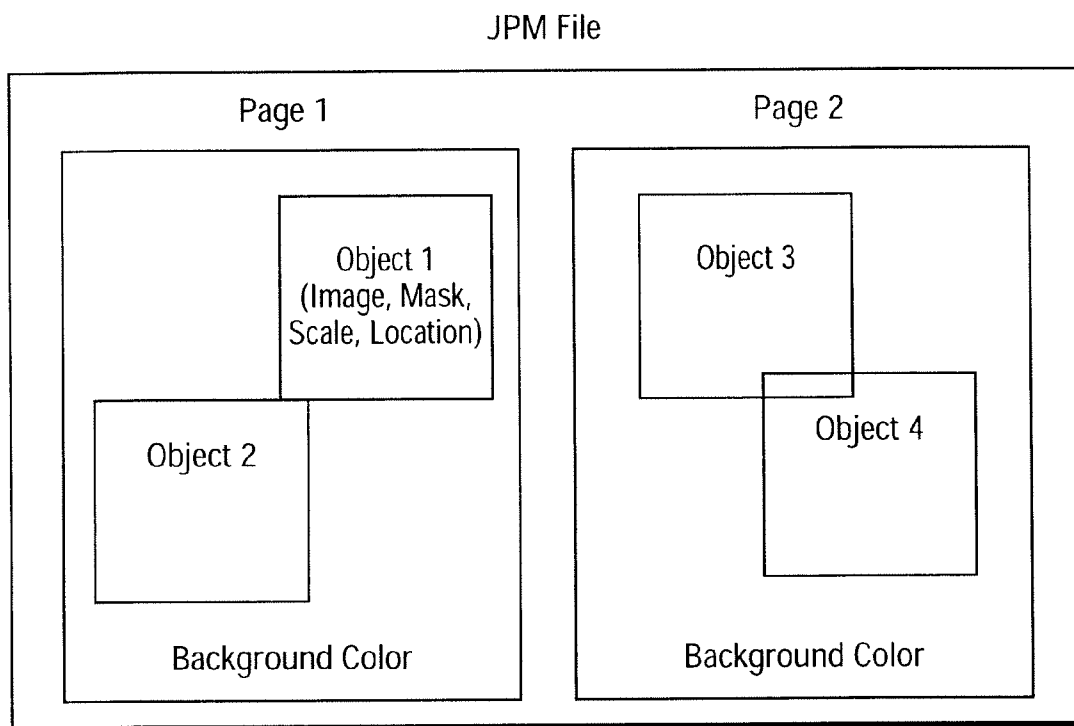 JPM File
Page 1
Object 1
(Image, Mask,
Scale, Location)
Object 2
Background Color
Page 2
Object 3
Object 4
Background Color